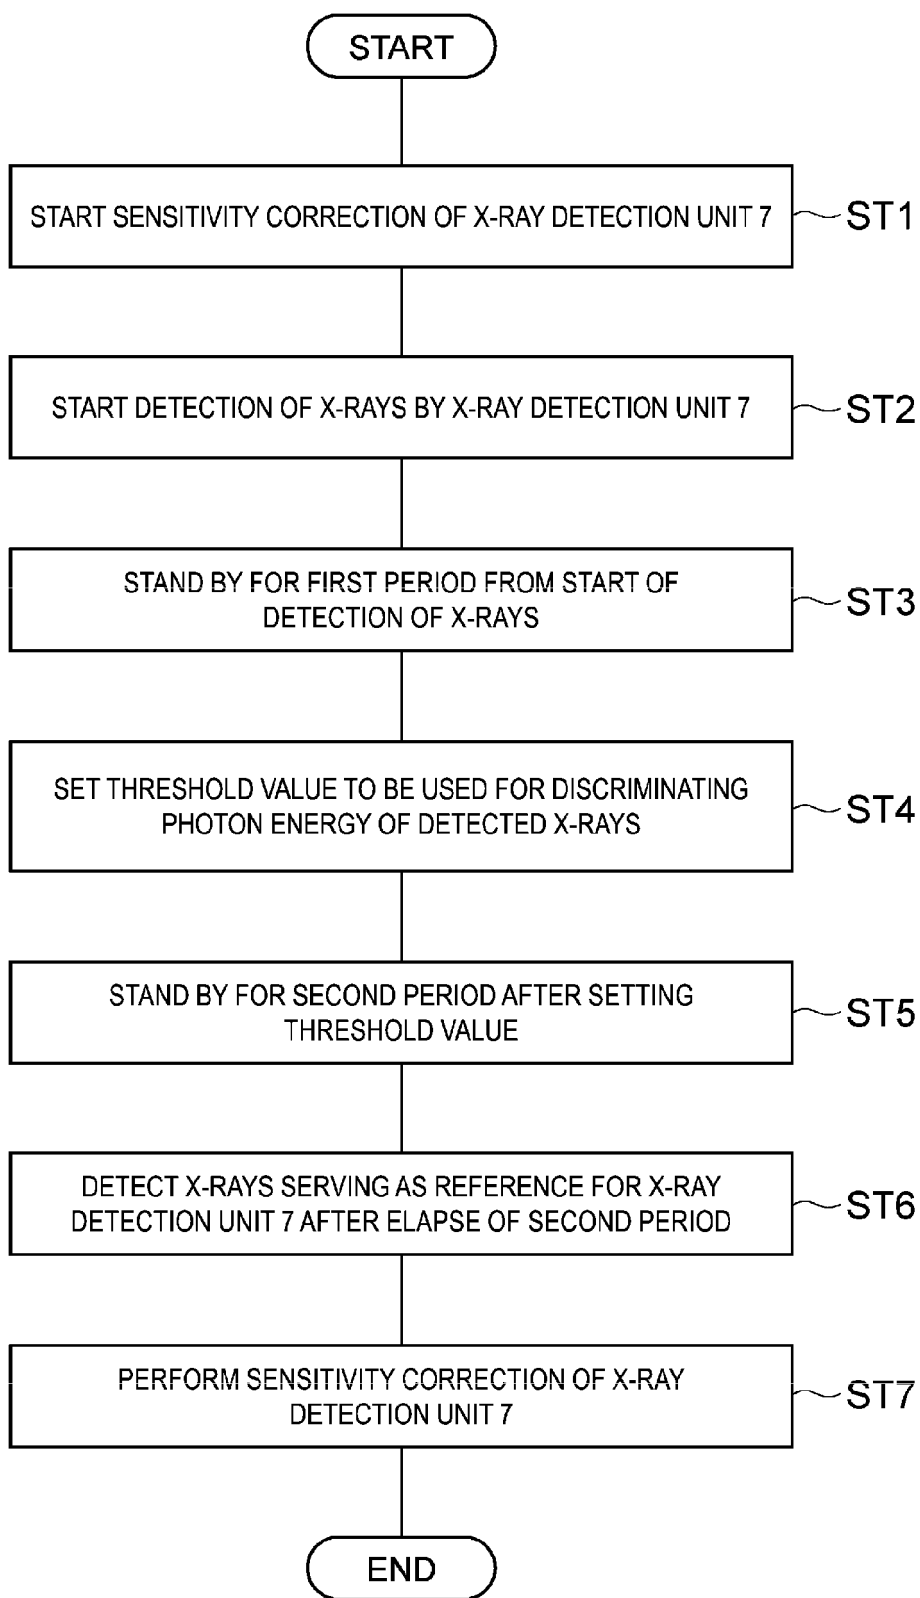 START
START SENSITIVITY CORRECTION OF X-RAY DETECTION UNIT 7
ST1
START DETECTION OF X-RAYS BY X-RAY DETECTION UNIT 7
ST2
STAND BY FOR FIRST PERIOD FROM START OF
DETECTION OF X-RAYS
ST3
SET THRESHOLD VALUE TO BE USED FOR DISCRIMINATING
PHOTON ENERGY OF DETECTED X-RAYS
ST4
STAND BY FOR SECOND PERIOD AFTER SETTING
THRESHOLD VALUE
ST5
DETECT X-RAYS SERVING AS REFERENCE FOR X-RAY
DETECTION UNIT 7 AFTER ELAPSE OF SECOND PERIOD
ST6
PERFORM SENSITIVITY CORRECTION OF X-RAY
DETECTION UNIT 7
ST7
END